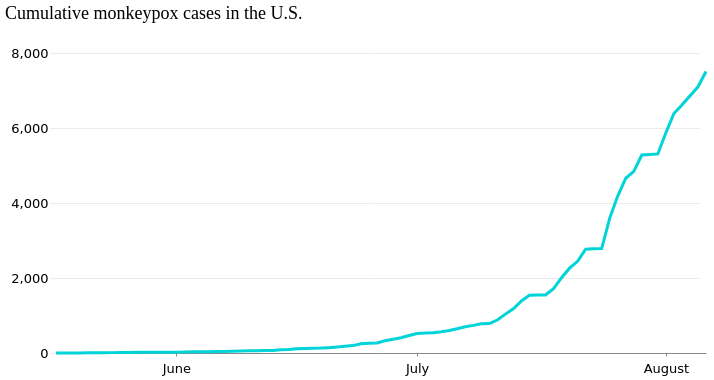 Cumulative monkeypox cases in the U.S.
8,000
6,000
4,000
2,000
0
June July August